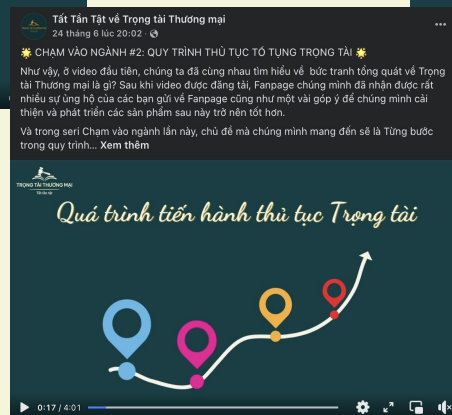 Tất Tần Tật về Trọng tài Thương mại
24 tháng 6 lúc 20:02 ·
🌟 CHẠM VÀO NGÀNH #2: QUY TRÌNH THỦ TỤC TỐ TỤNG TRỌNG TÀI 🌟
Như vậy, ở video đầu tiên, chúng ta đã cùng nhau tìm hiểu về bức tranh tổng quát về Trọng
tài Thương mại là gì? Sau khi video được đăng tải, Fanpage chúng mình đã nhận được rất
nhiều sự ủng hộ của các bạn gửi về Fanpage cũng như một vài góp ý để chúng mình cải
thiện và phát triển các sản phẩm sau này trở nên tốt hơn.
Và trong seri Chạm vào ngành lần này, chủ đề mà chúng mình mang đến sẽ là Từng bước
trong quy trình... Xem thêm
TRỌNG TÀI THƯƠNG MẠI
Tất tần tật
Quá trình tiến hành thủ tục Trọng tài
0:17 / 4:01